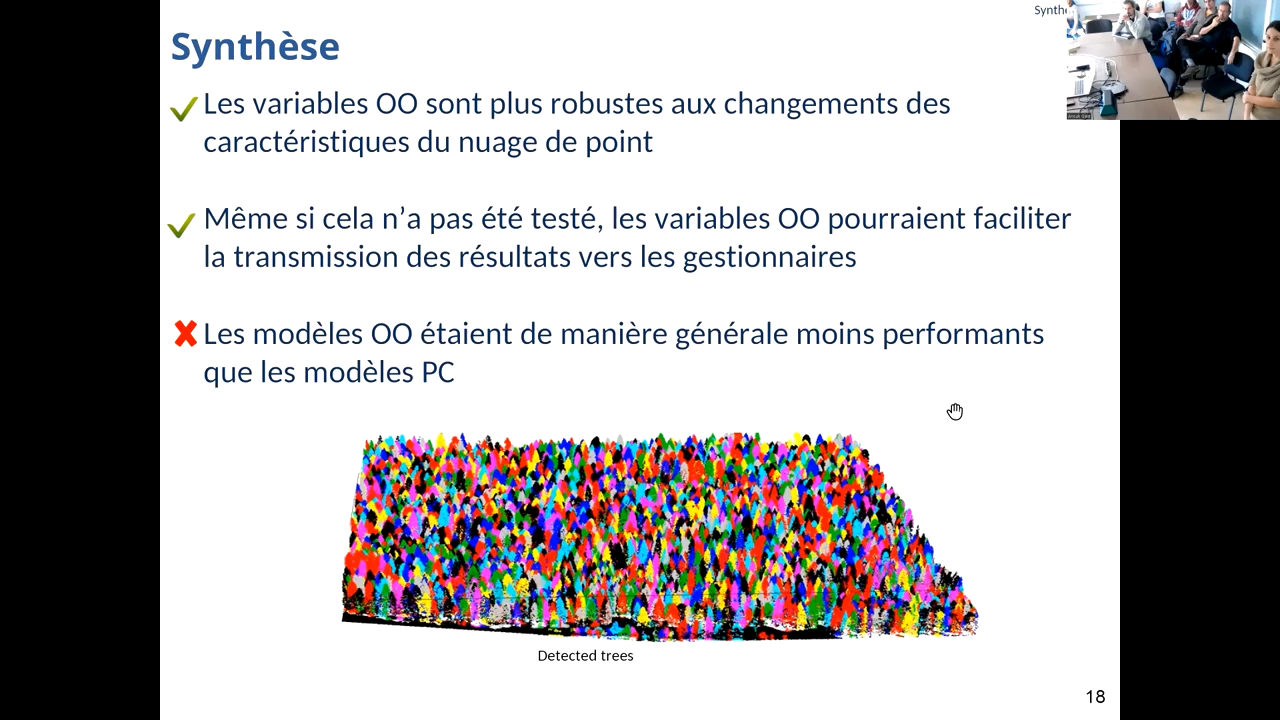 Synthè
Synthèse
Les variables OO sont plus robustes aux changements des
caractéristiques du nuage de point
Même si cela n’a pas été testé, les variables OO pourraient faciliter
la transmission des résultats vers les gestionnaires
Les modèles OO étaient de manière générale moins performants
que les modèles PC
Detected trees
18